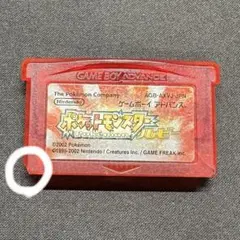 GAME BOY ADVANCE
The Pokémon Company AGB-AXVJ-JPN
Nintendo ゲームボーイ アドバンス
ポケットモンスター
ルビー
©2002 Pokémon
©1995-2002 Nintendo / Creatures inc. / GAME FREAK inc.